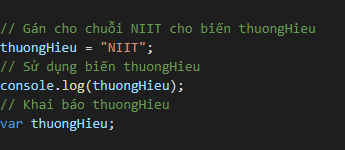 // Gán cho chuỗi NIIT cho biến thuongHieu
thuongHieu = "NIIT";
// Sử dụng biến thuongHieu
console.log(thuongHieu);
// Khai báo thuongHieu
var thuongHieu;